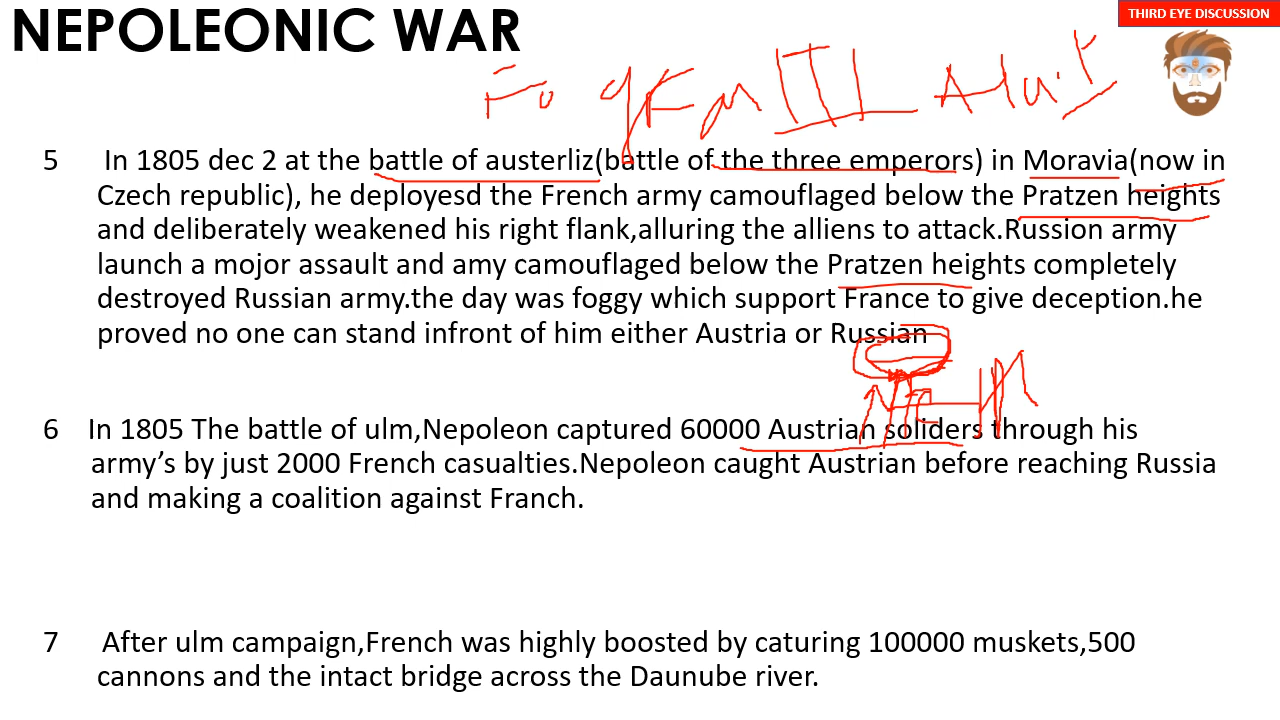 NEPOLEONIC WAR
THIRD EYE DISCUSSION
5 In 1805 dec 2 at the battle of austerliz(battle of the three emperors) in Moravia(now in
Czech republic), he deployesd the French army camouflaged below the Pratzen heights
and deliberately weakened his right flank,alluring the alliens to attack.Russion army
launch a mojor assault and amy camouflaged below the Pratzen heights completely
destroyed Russian army.the day was foggy which support France to give deception.he
proved no one can stand infront of him either Austria or Russian
6 In 1805 The battle of ulm,Nepoleon captured 60000 Austrian soliders through his
army’s by just 2000 French casualties.Nepoleon caught Austrian before reaching Russia
and making a coalition against Franch.
7 After ulm campaign,French was highly boosted by caturing 100000 muskets,500
cannons and the intact bridge across the Daunube river.